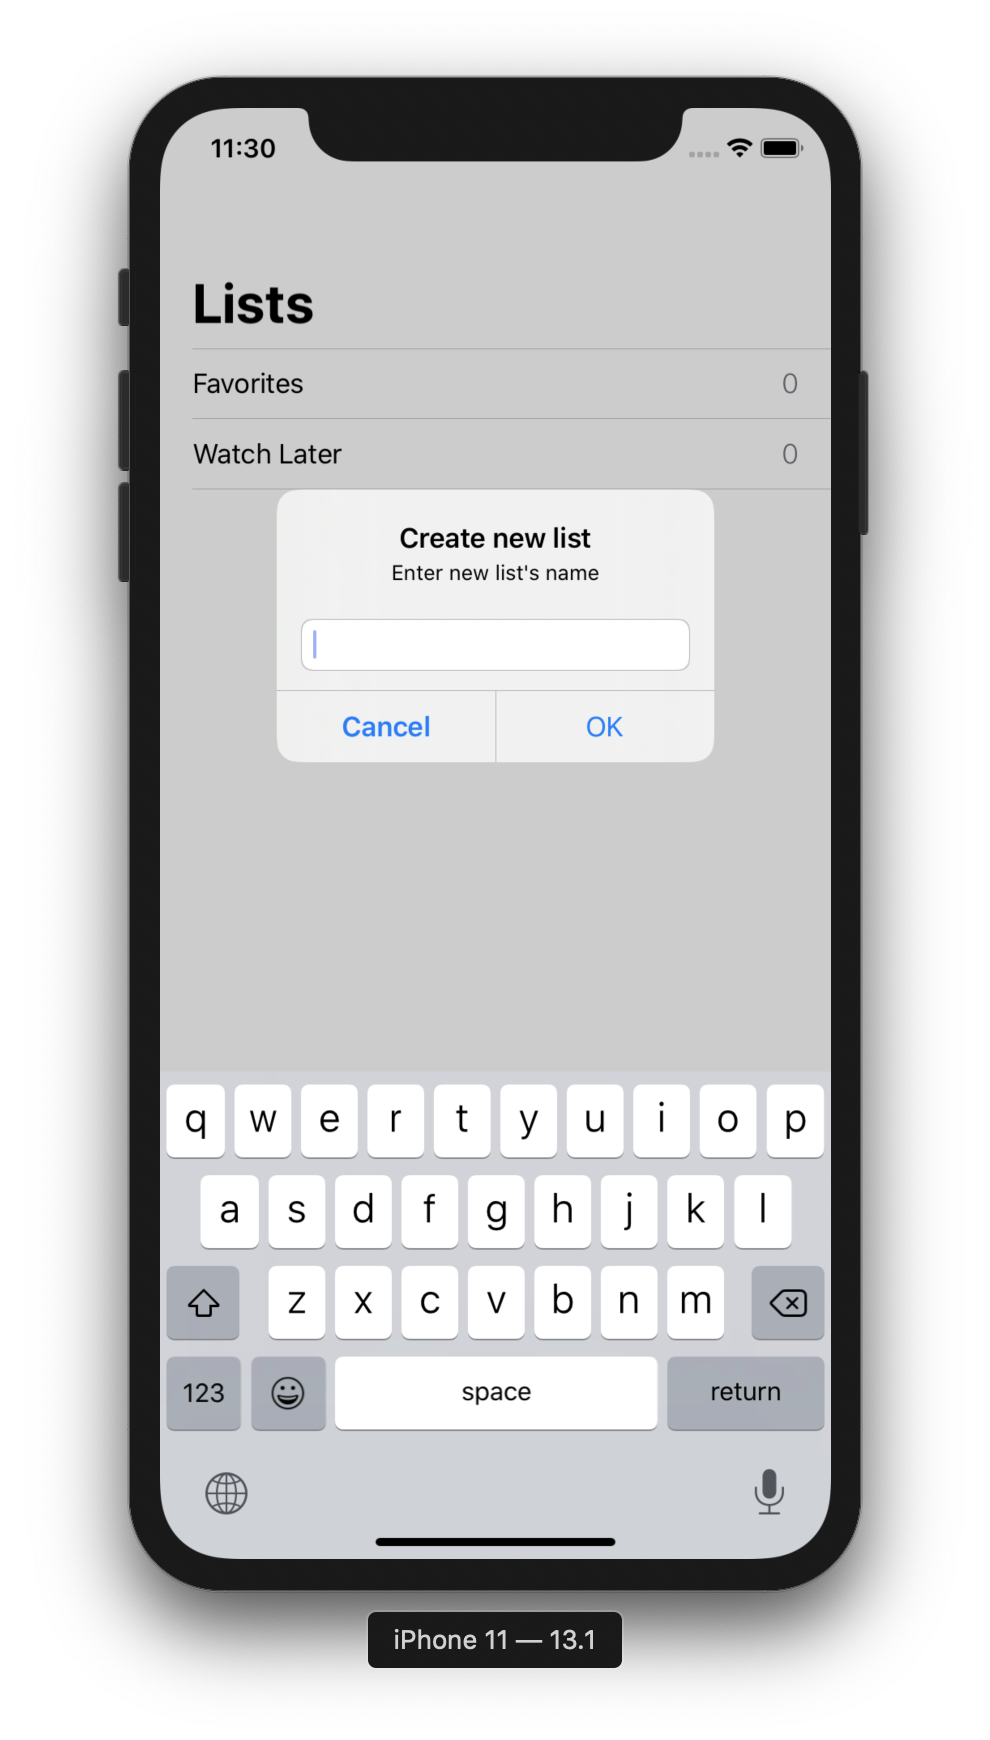 11:30
Lists
Favorites 0
Watch Later 0
Create new list
Enter new list's name
Cancel OK
q w e r t y u i o p
a s d f g h j k l
z x c v b n m
123 space return
iPhone 11 — 13.1